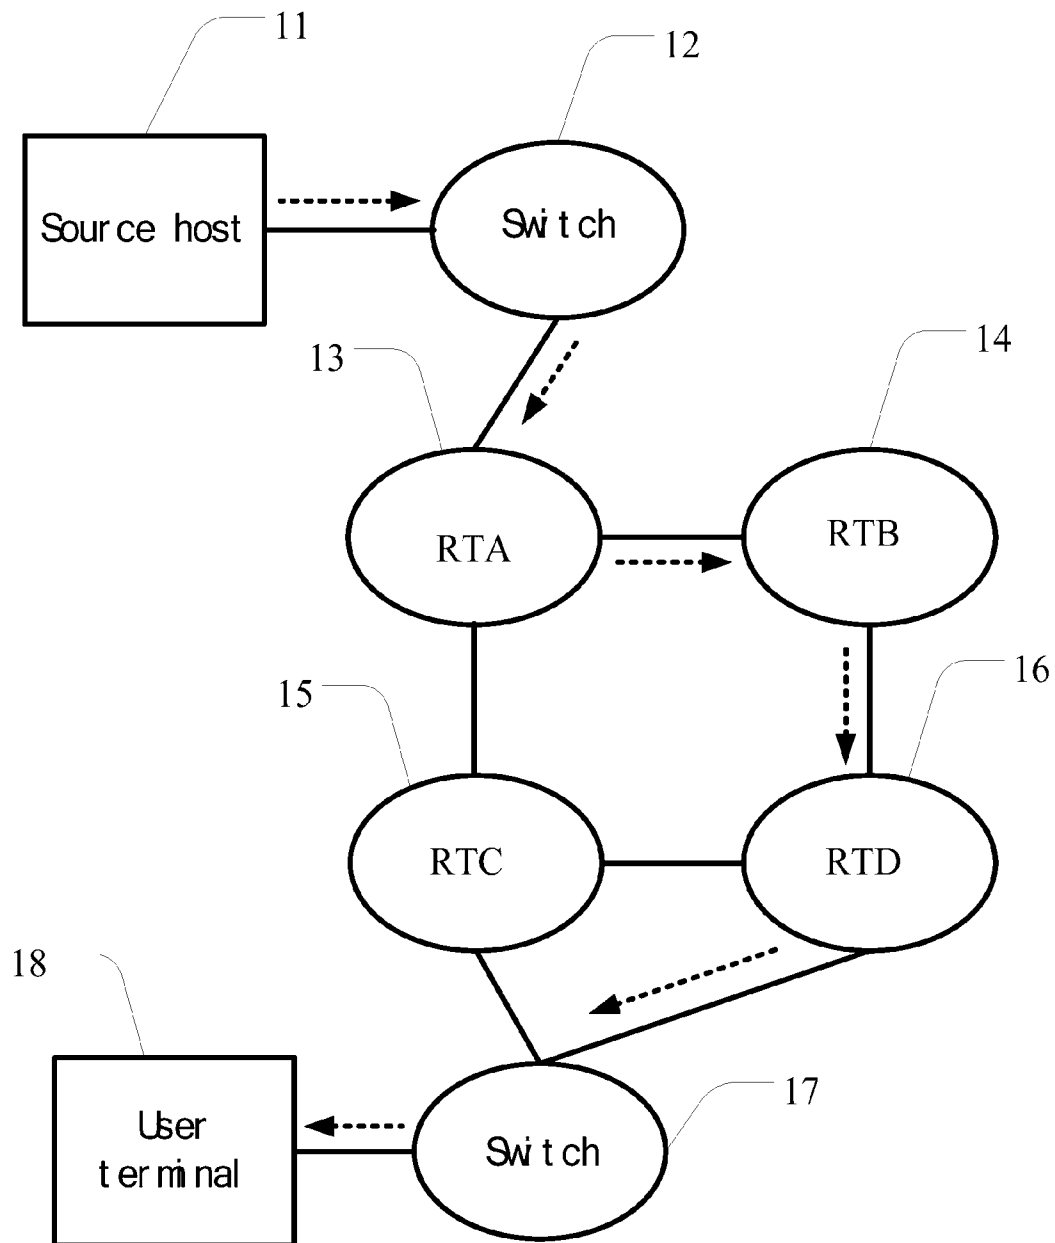 11
12
Source host
Switch
13
14
RTA
RTB
15
16
RTC
RTD
18
17
User
terminal
Switch